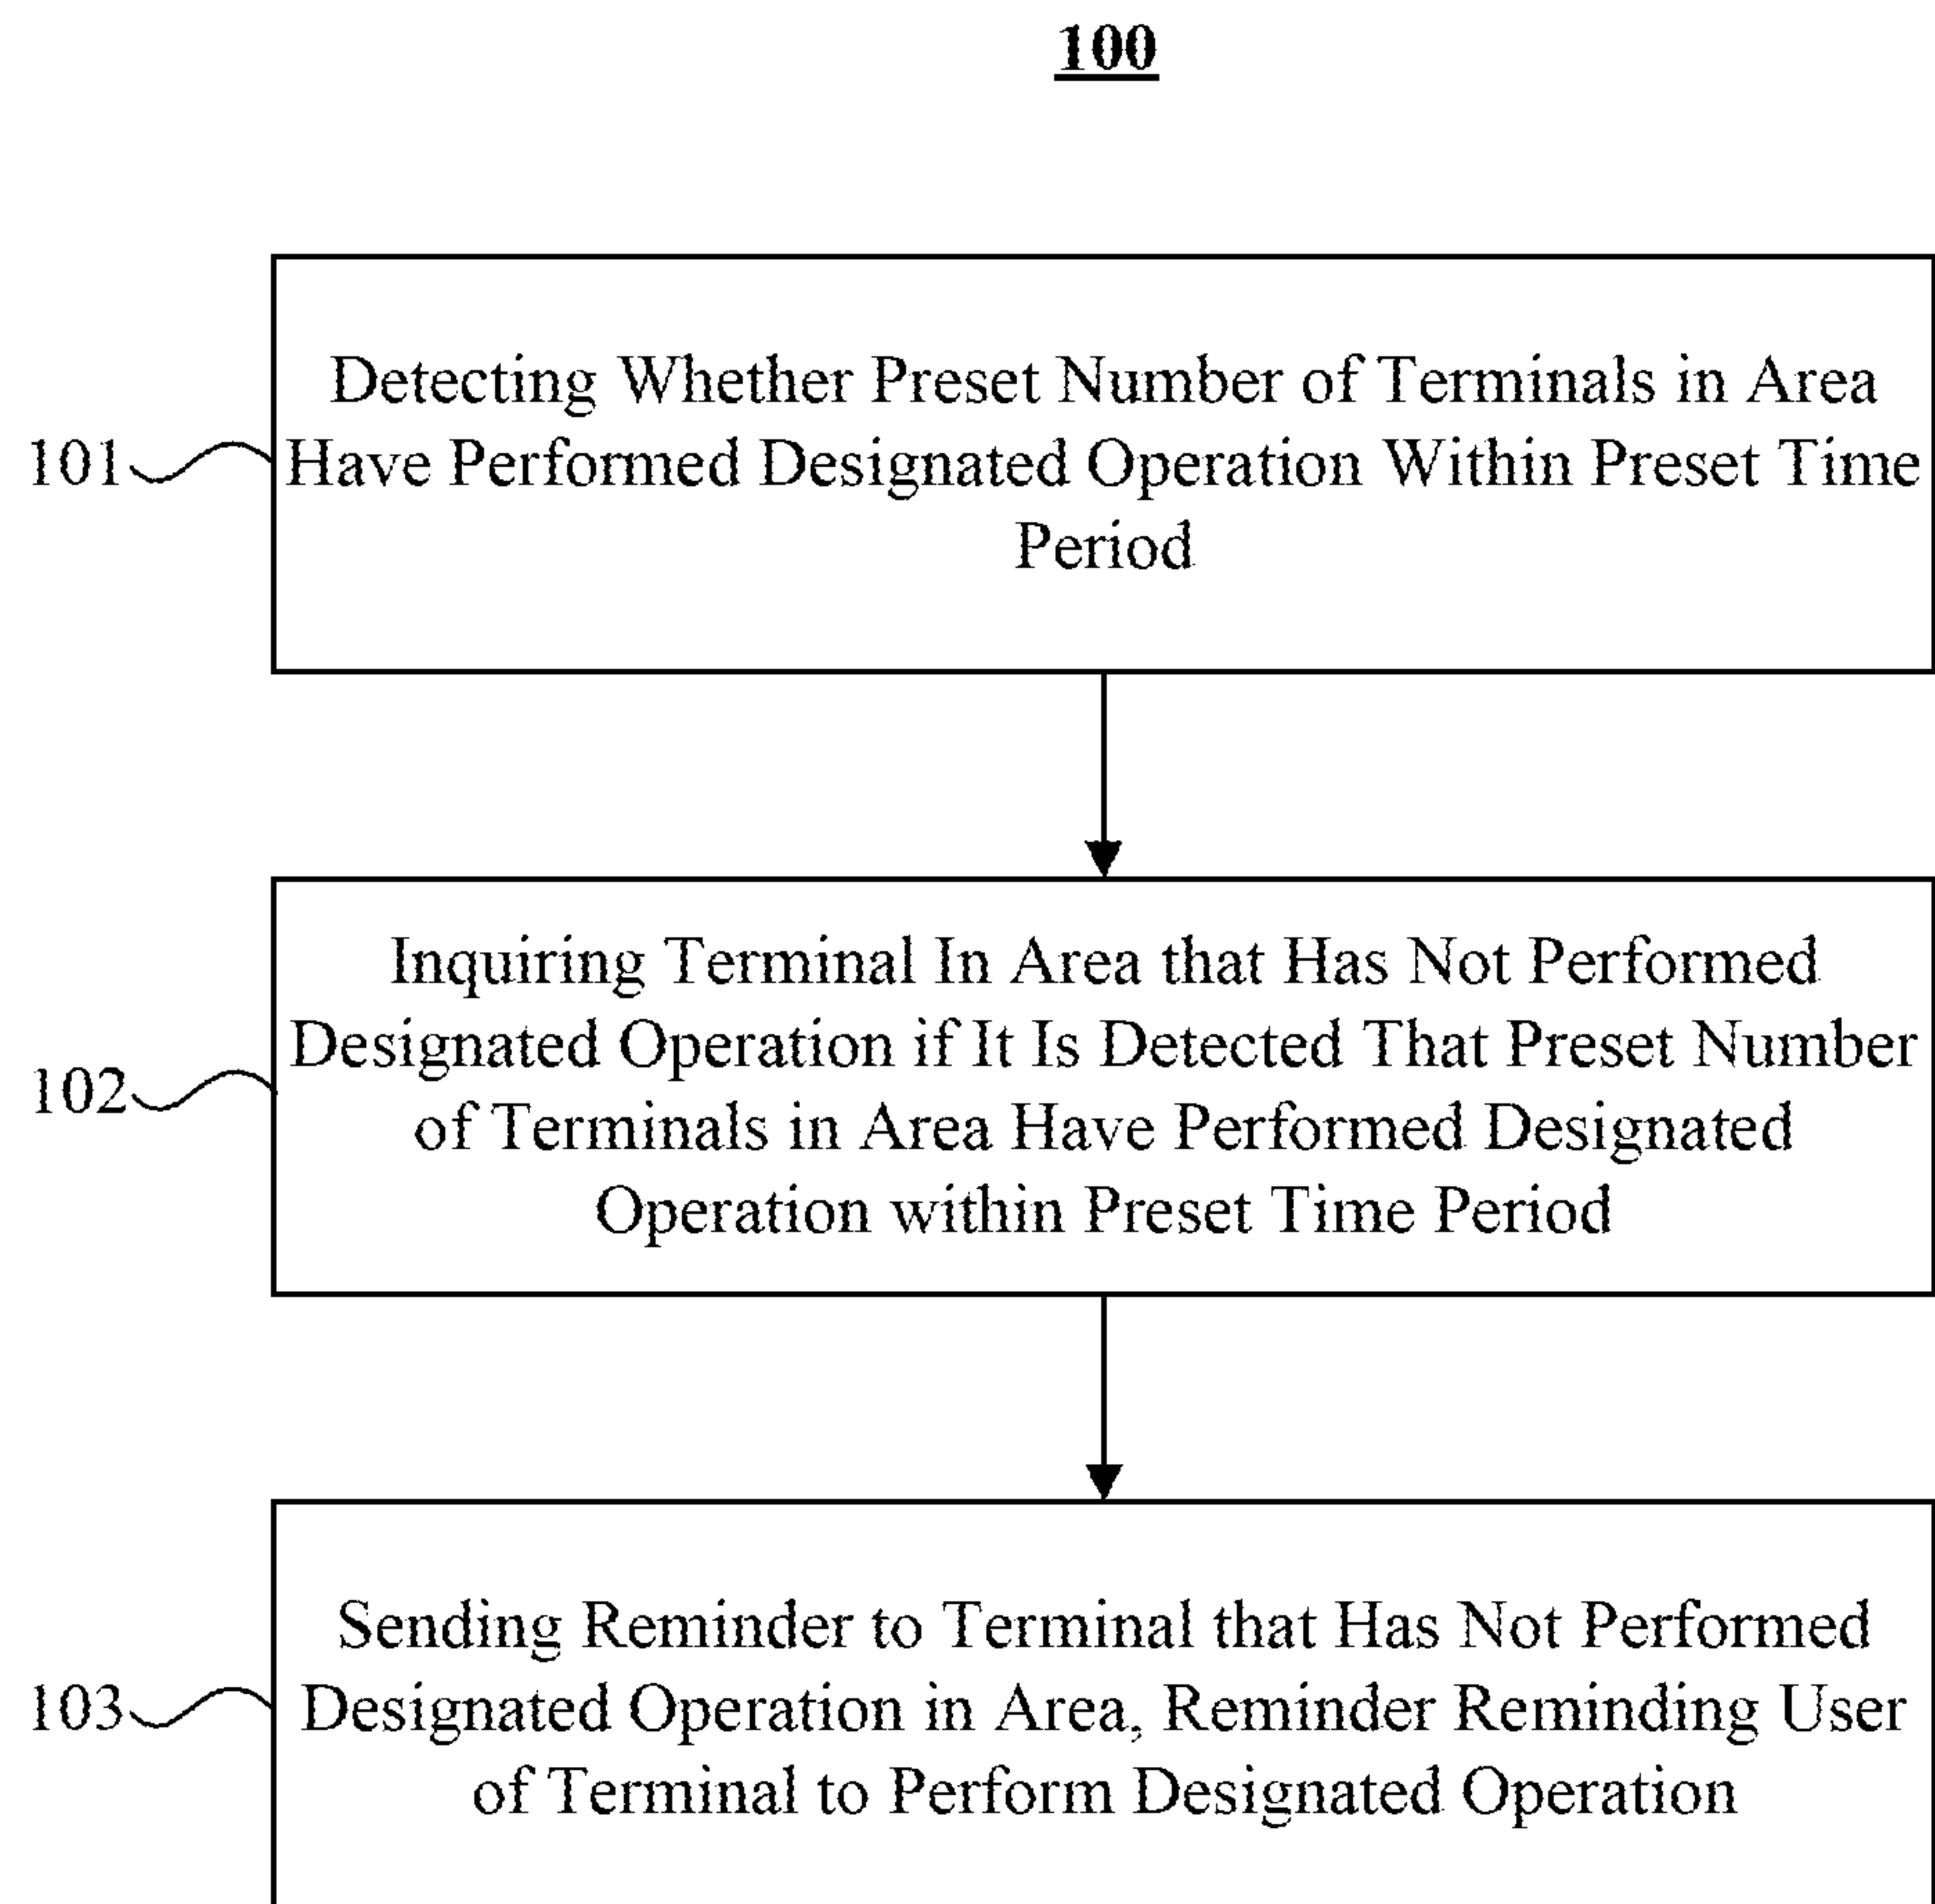 100
Detecting Whether Preset Number of Terminals in Area
101
Have Performed Designated Operation Within Preset Time
Period
Inquiring Terminal In Area that Has Not Performed
Designated Operation if It Is Detected That Preset Number
102
of Terminals in Area Have Performed Designated
Operation within Preset Time Period
Sending Reminder to Terminal that Has Not Performed
103
Designated Operation in Area, Reminder Reminding User
of Terminal to Perform Designated Operation